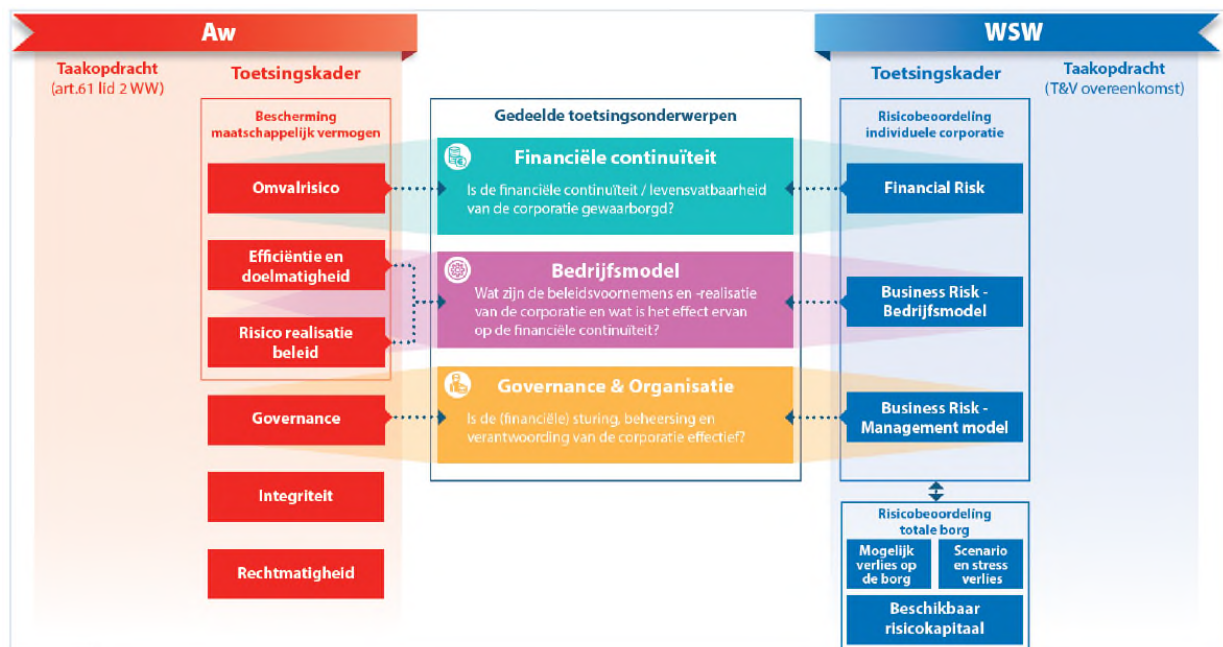 Aw
Taakopdracht
(art.61 lid 2 WW)
Toetsingskader
Bescherming
maatschappelijk vermogen
Omvalrisico
Efficiëntie en
doelmatigheid
Risico realisatie
beleid
Governance
Integriteit
Rechtmatigheid
Gedeelde toetsingsonderwerpen
Financiële continuïteit
Is de financiële continuïteit / levensvatbaarheid
van de corporatie gewaarborgd?
Bedrijfsmodel
Wat zijn de beleidsvoornemens en -realisatie
van de corporatie en wat is het effect ervan
op de financiële continuïteit?
Governance & Organisatie
Is de (financiële) sturing, beheersing en
verantwoording van de corporatie effectief?
WSW
Toetsingskader
Taakopdracht
(T&V overeenkomst)
Risicobeoordeling
individuele corporatie
Financial Risk
Business Risk -
Bedrijfsmodel
Business Risk -
Management model
Risicobeoordeling
totale borg
Mogelijk
verlies op
de borg
Scenario
en stress
verlies
Beschikbaar
risicokapitaal